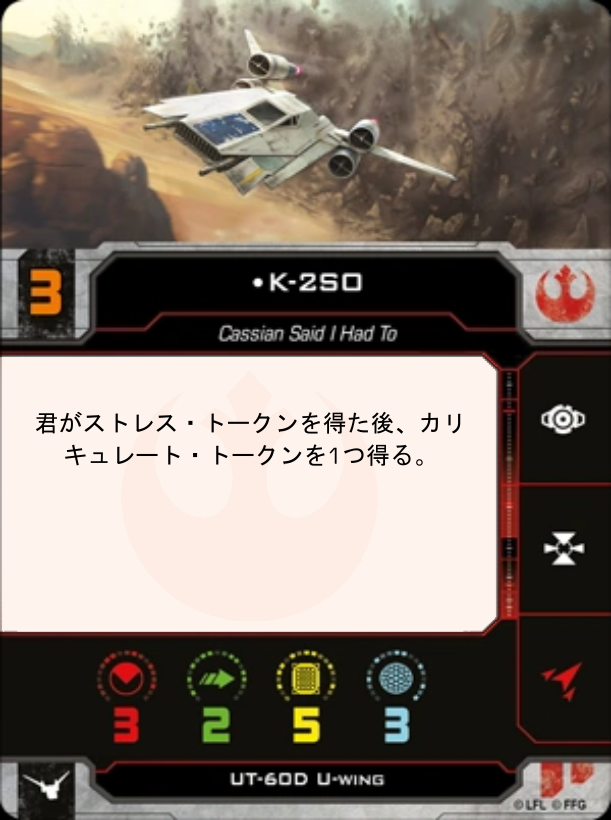 3
•K-2SO
Cassian Said I Had To
君がストレス・トークンを得た後、カリ
キュレート・トークンを1つ得る。
3 2 5 3
UT-60D U-WING
©LFL ©FFG